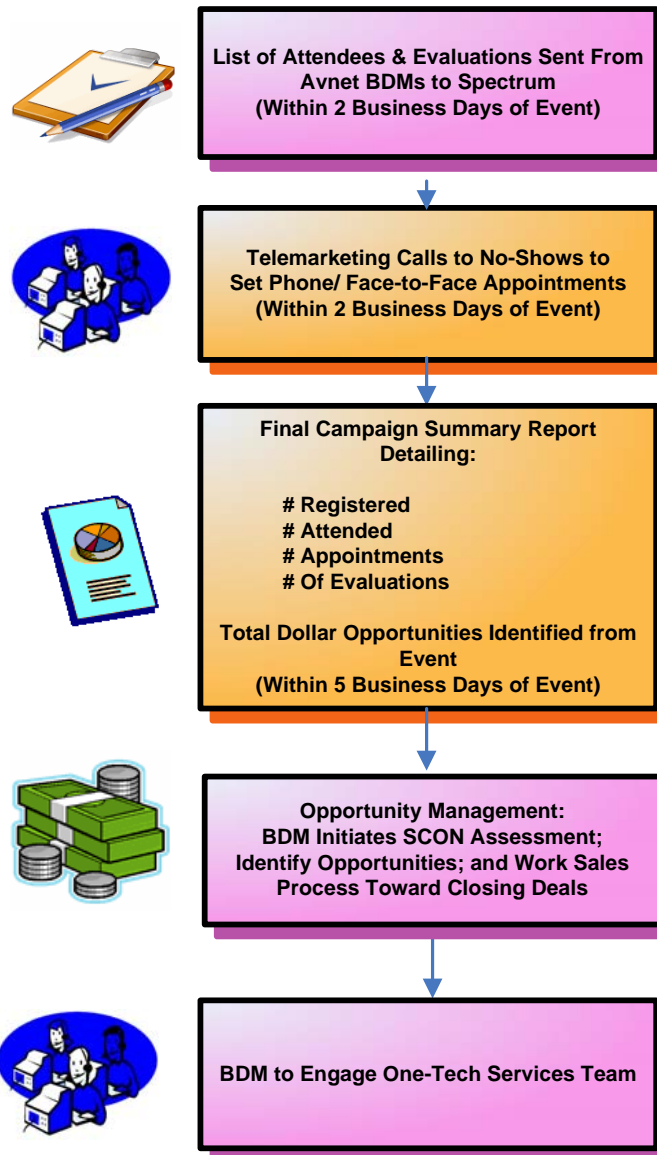 List of Attendees & Evaluations Sent From
Avnet BDMs to Spectrum
(Within 2 Business Days of Event)
Telemarketing Calls to No-Shows to
Set Phone/ Face-to-Face Appointments
(Within 2 Business Days of Event)
Final Campaign Summary Report
Detailing:
# Registered
# Attended
# Appointments
# Of Evaluations
Total Dollar Opportunities Identified from
Event
(Within 5 Business Days of Event)
Opportunity Management:
BDM Initiates SCON Assessment;
Identify Opportunities; and Work Sales
Process Toward Closing Deals
BDM to Engage One-Tech Services Team